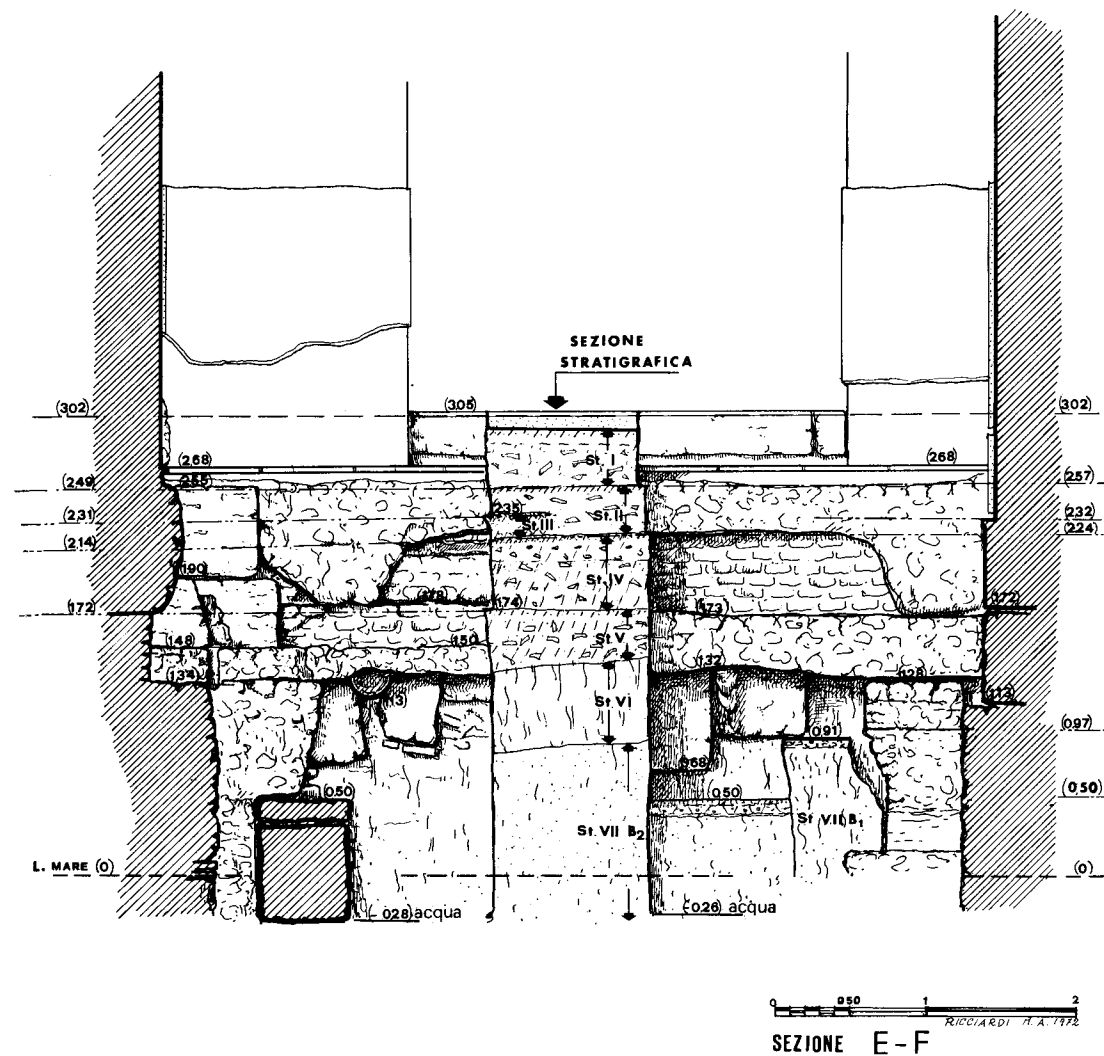 SEZIONE
STRATIGRAFICA
(302) (305) (302)
(268) (268)
(249) 255 St. I (257)
(231) (235) St. II (232)
St. III (224)
(214)
(190) St. IV
(172) 178 174 173 172
148 150 St. V
134 132 128
St. VI 113
(0.97)
(0.91)
0.68
(0.50) (0.50) (0.50)
St. VII B2 St. VII B1
L. MARE (0) (0)
(-0.28) acqua (-0.26) acqua
0 0.50 1 2
RICCIARDI M. A. 1972
SEZIONE E-F